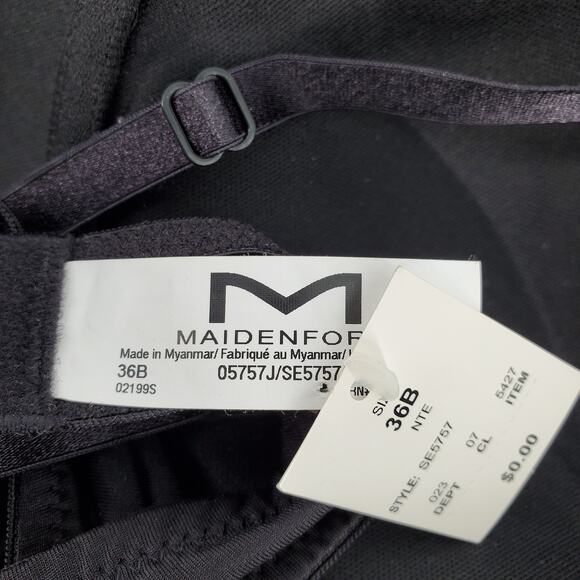 MAIDENFOR
Made in Myanmar/ Fabriqué au Myanmar/
36B 05757J/SE5757
02199S
RN
36B
NTE
STYLE: SE5757
023 07 5427
DEPT CL ITEM
$0.00